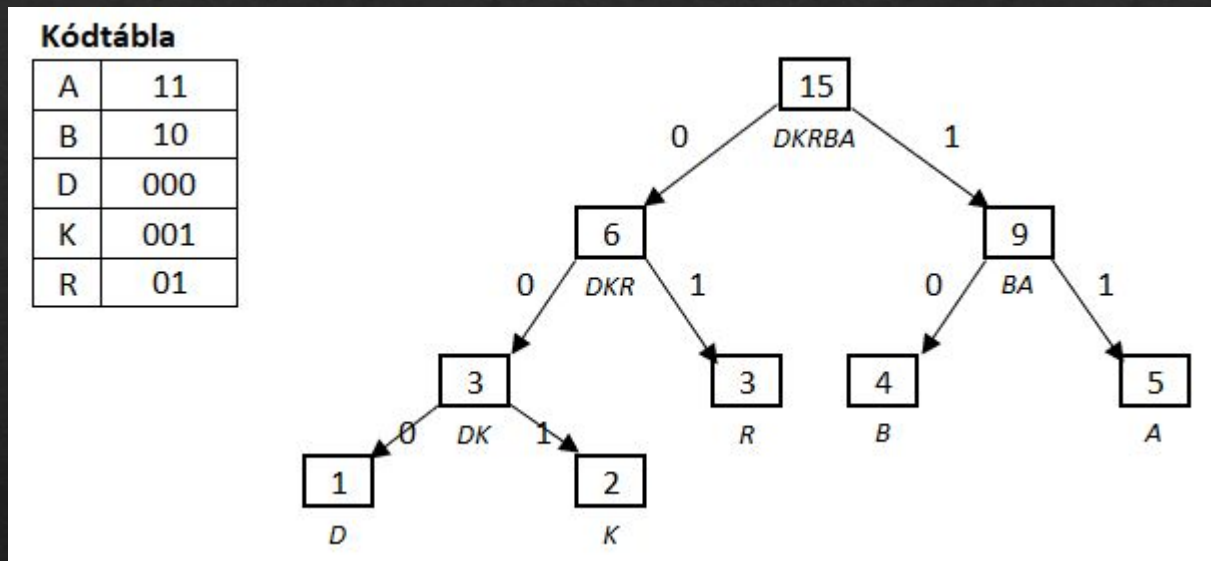 Kódtábla
A 11
B 10
D 000
K 001
R 01
15
0 DKRBA 1
6 9
0 DKR 1 0 BA 1
3 3 4 5
0 DK 1 R B A
1 2
D K